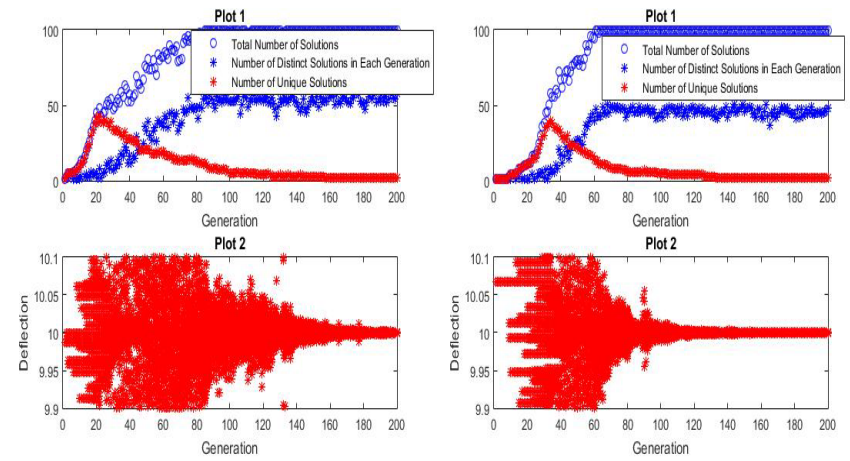 Plot 1
100
50
0
Total Number of Solutions
Number of Distinct Solutions in Each Generation
Number of Unique Solutions
0 20 40 60 80 100 120 140 160 180 200
Generation
Plot 1
100
50
0
Total Number of Solutions
Number of Distinct Solutions in Each Generation
Number of Unique Solutions
0 20 40 60 80 100 120 140 160 180 200
Generation
Plot 2
10.1
10.05
10
9.95
9.9
Deflection
0 20 40 60 80 100 120 140 160 180 200
Generation
Plot 2
10.1
10.05
10
9.95
9.9
Deflection
0 20 40 60 80 100 120 140 160 180 200
Generation